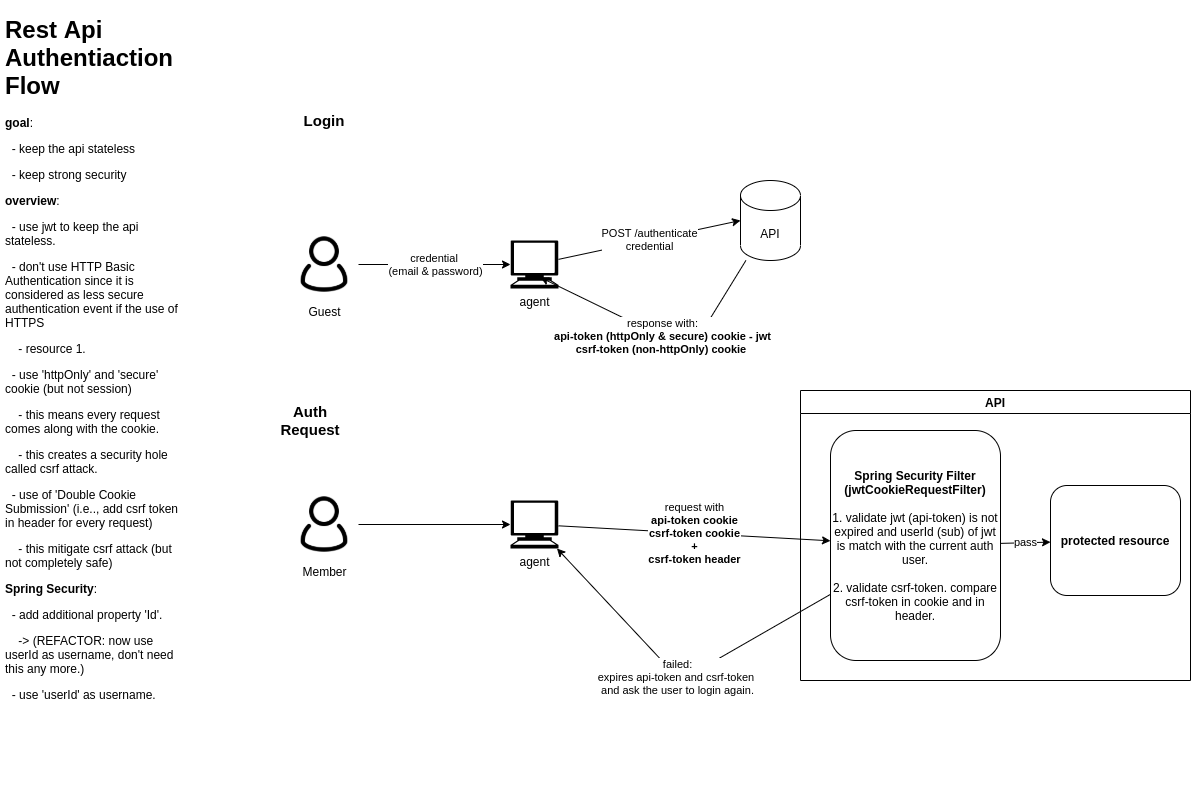 Rest Api
Authentiaction
Flow
goal:
- keep the api stateless
- keep strong security
overview:
- use jwt to keep the api
stateless.
- don't use HTTP Basic
Authentication since it is
considered as less secure
authentication event if the use of
HTTPS
- resource 1.
- use 'httpOnly' and 'secure'
cookie (but not session)
- this means every request
comes along with the cookie.
- this creates a security hole
called csrf attack.
- use of 'Double Cookie
Submission' (i.e.., add csrf token
in header for every request)
- this mitigate csrf attack (but
not completely safe)
Spring Security:
- add additional property 'Id'.
-> (REFACTOR: now use
userId as username, don't need
this any more.)
- use 'userId' as username.
Login
Guest
credential
(email & password)
agent
POST /authenticate
credential
API
response with:
api-token (httpOnly & secure) cookie - jwt
csrf-token (non-httpOnly) cookie
Auth
Request
Member
agent
request with
api-token cookie
csrf-token cookie
+
csrf-token header
failed:
expires api-token and csrf-token
and ask the user to login again.
API
Spring Security Filter
(jwtCookieRequestFilter)
1. validate jwt (api-token) is not
expired and userId (sub) of jwt
is match with the current auth
user.
2. validate csrf-token. compare
csrf-token in cookie and in
header.
pass
protected resource